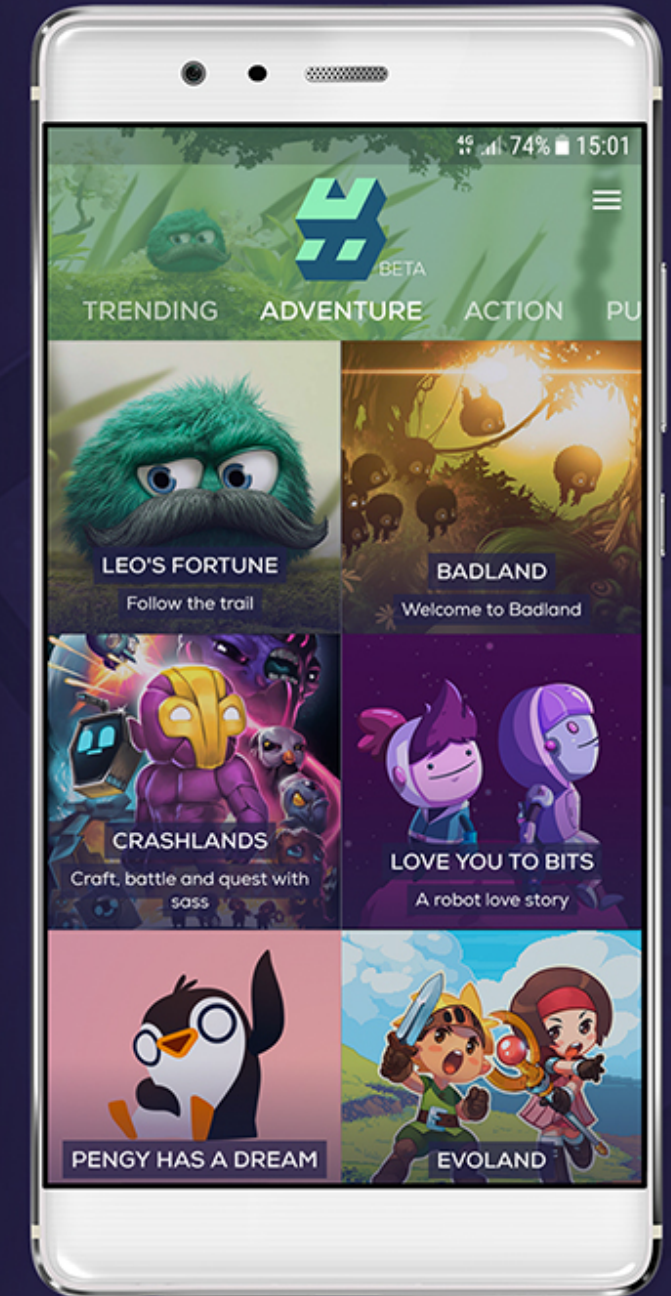 4G 74% 15:01
BETA
TRENDING ADVENTURE ACTION PU
LEO'S FORTUNE
Follow the trail
BADLAND
Welcome to Badland
CRASHLANDS
Craft, battle and quest with
sass
LOVE YOU TO BITS
A robot love story
PENGY HAS A DREAM
EVOLAND